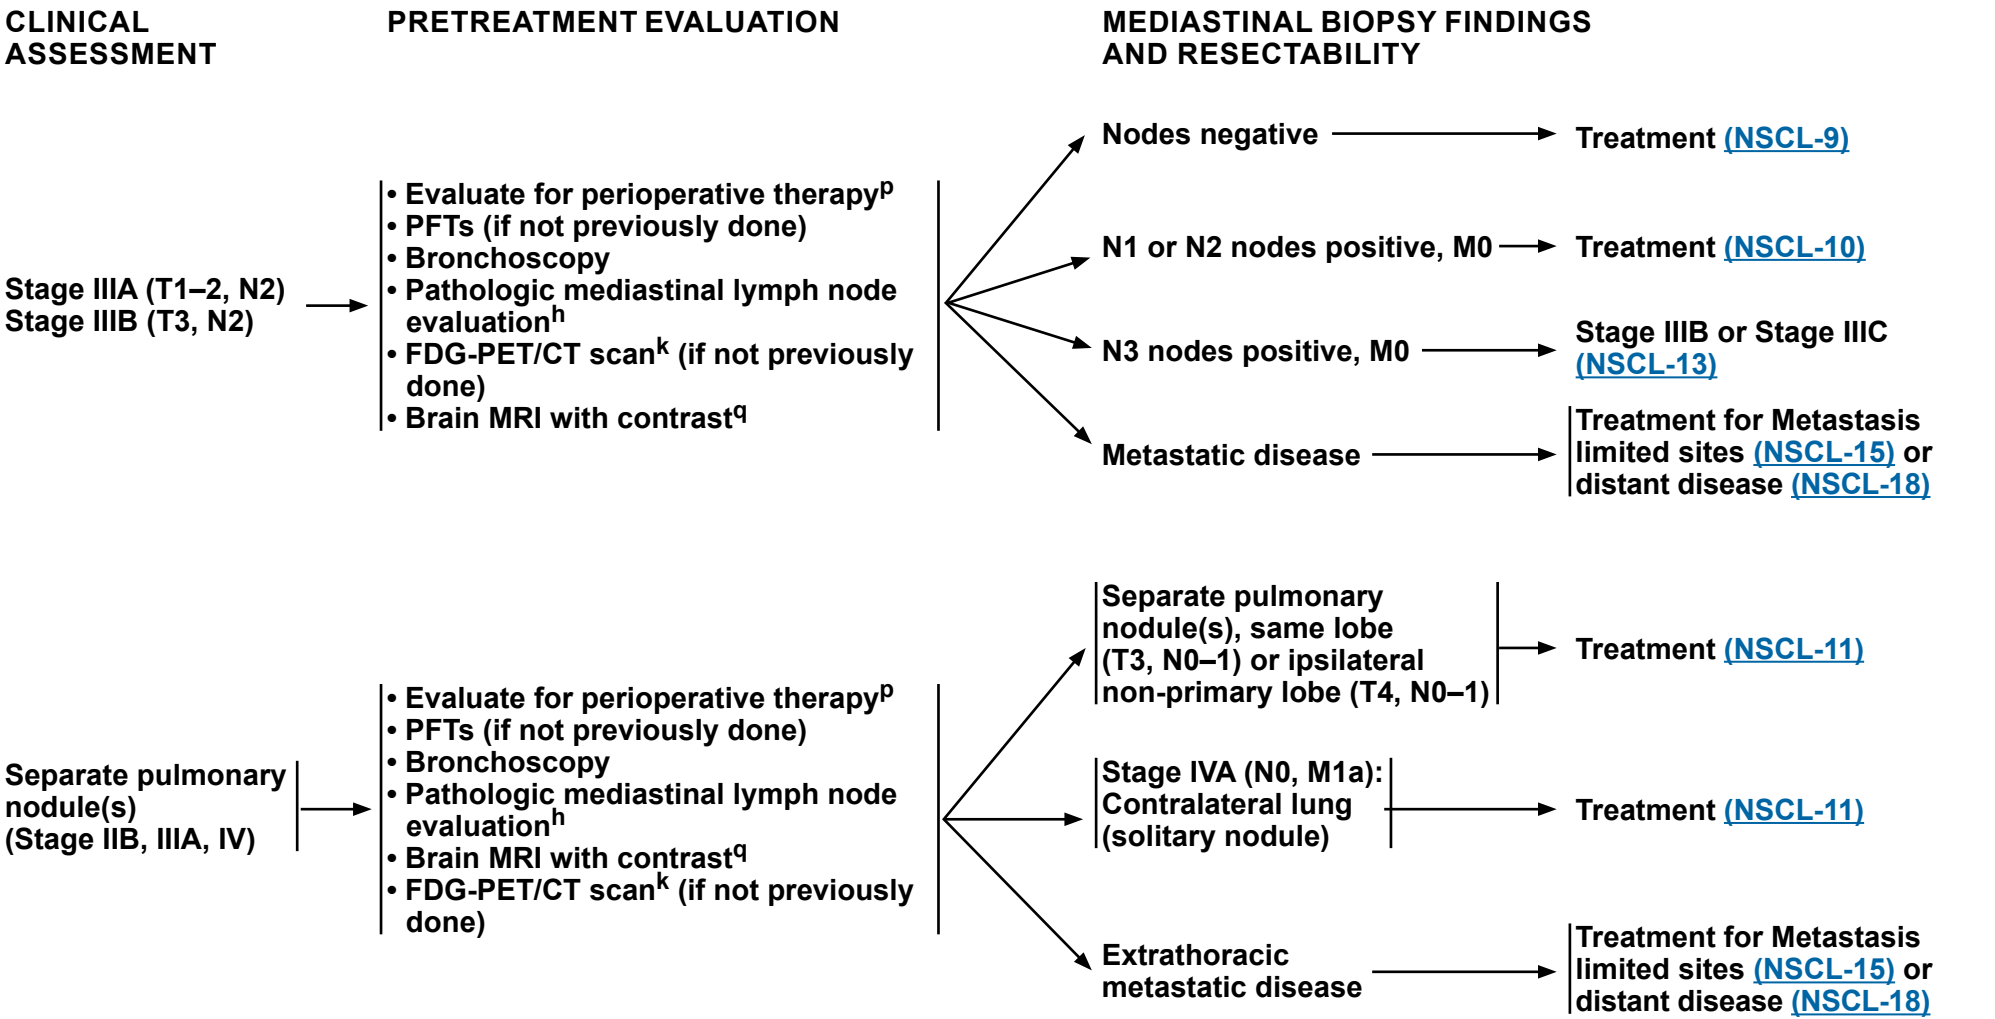 CLINICAL
ASSESSMENT
PRETREATMENT EVALUATION
MEDIASTINAL BIOPSY FINDINGS
AND RESECTABILITY
Stage IIIA (T1–2, N2)
Stage IIIB (T3, N2)
• Evaluate for perioperative therapyp
• PFTs (if not previously done)
• Bronchoscopy
• Pathologic mediastinal lymph node
evaluationh
• FDG-PET/CT scank (if not previously
done)
• Brain MRI with contrastq
Nodes negative
Treatment (NSCL-9)
N1 or N2 nodes positive, M0
Treatment (NSCL-10)
N3 nodes positive, M0
Stage IIIB or Stage IIIC
(NSCL-13)
Metastatic disease
Treatment for Metastasis
limited sites (NSCL-15) or
distant disease (NSCL-18)
Separate pulmonary
nodule(s)
(Stage IIB, IIIA, IV)
• Evaluate for perioperative therapyp
• PFTs (if not previously done)
• Bronchoscopy
• Pathologic mediastinal lymph node
evaluationh
• Brain MRI with contrastq
• FDG-PET/CT scank (if not previously
done)
Separate pulmonary
nodule(s), same lobe
(T3, N0–1) or ipsilateral
non-primary lobe (T4, N0–1)
Treatment (NSCL-11)
Stage IVA (N0, M1a):
Contralateral lung
(solitary nodule)
Treatment (NSCL-11)
Extrathoracic
metastatic disease
Treatment for Metastasis
limited sites (NSCL-15) or
distant disease (NSCL-18)